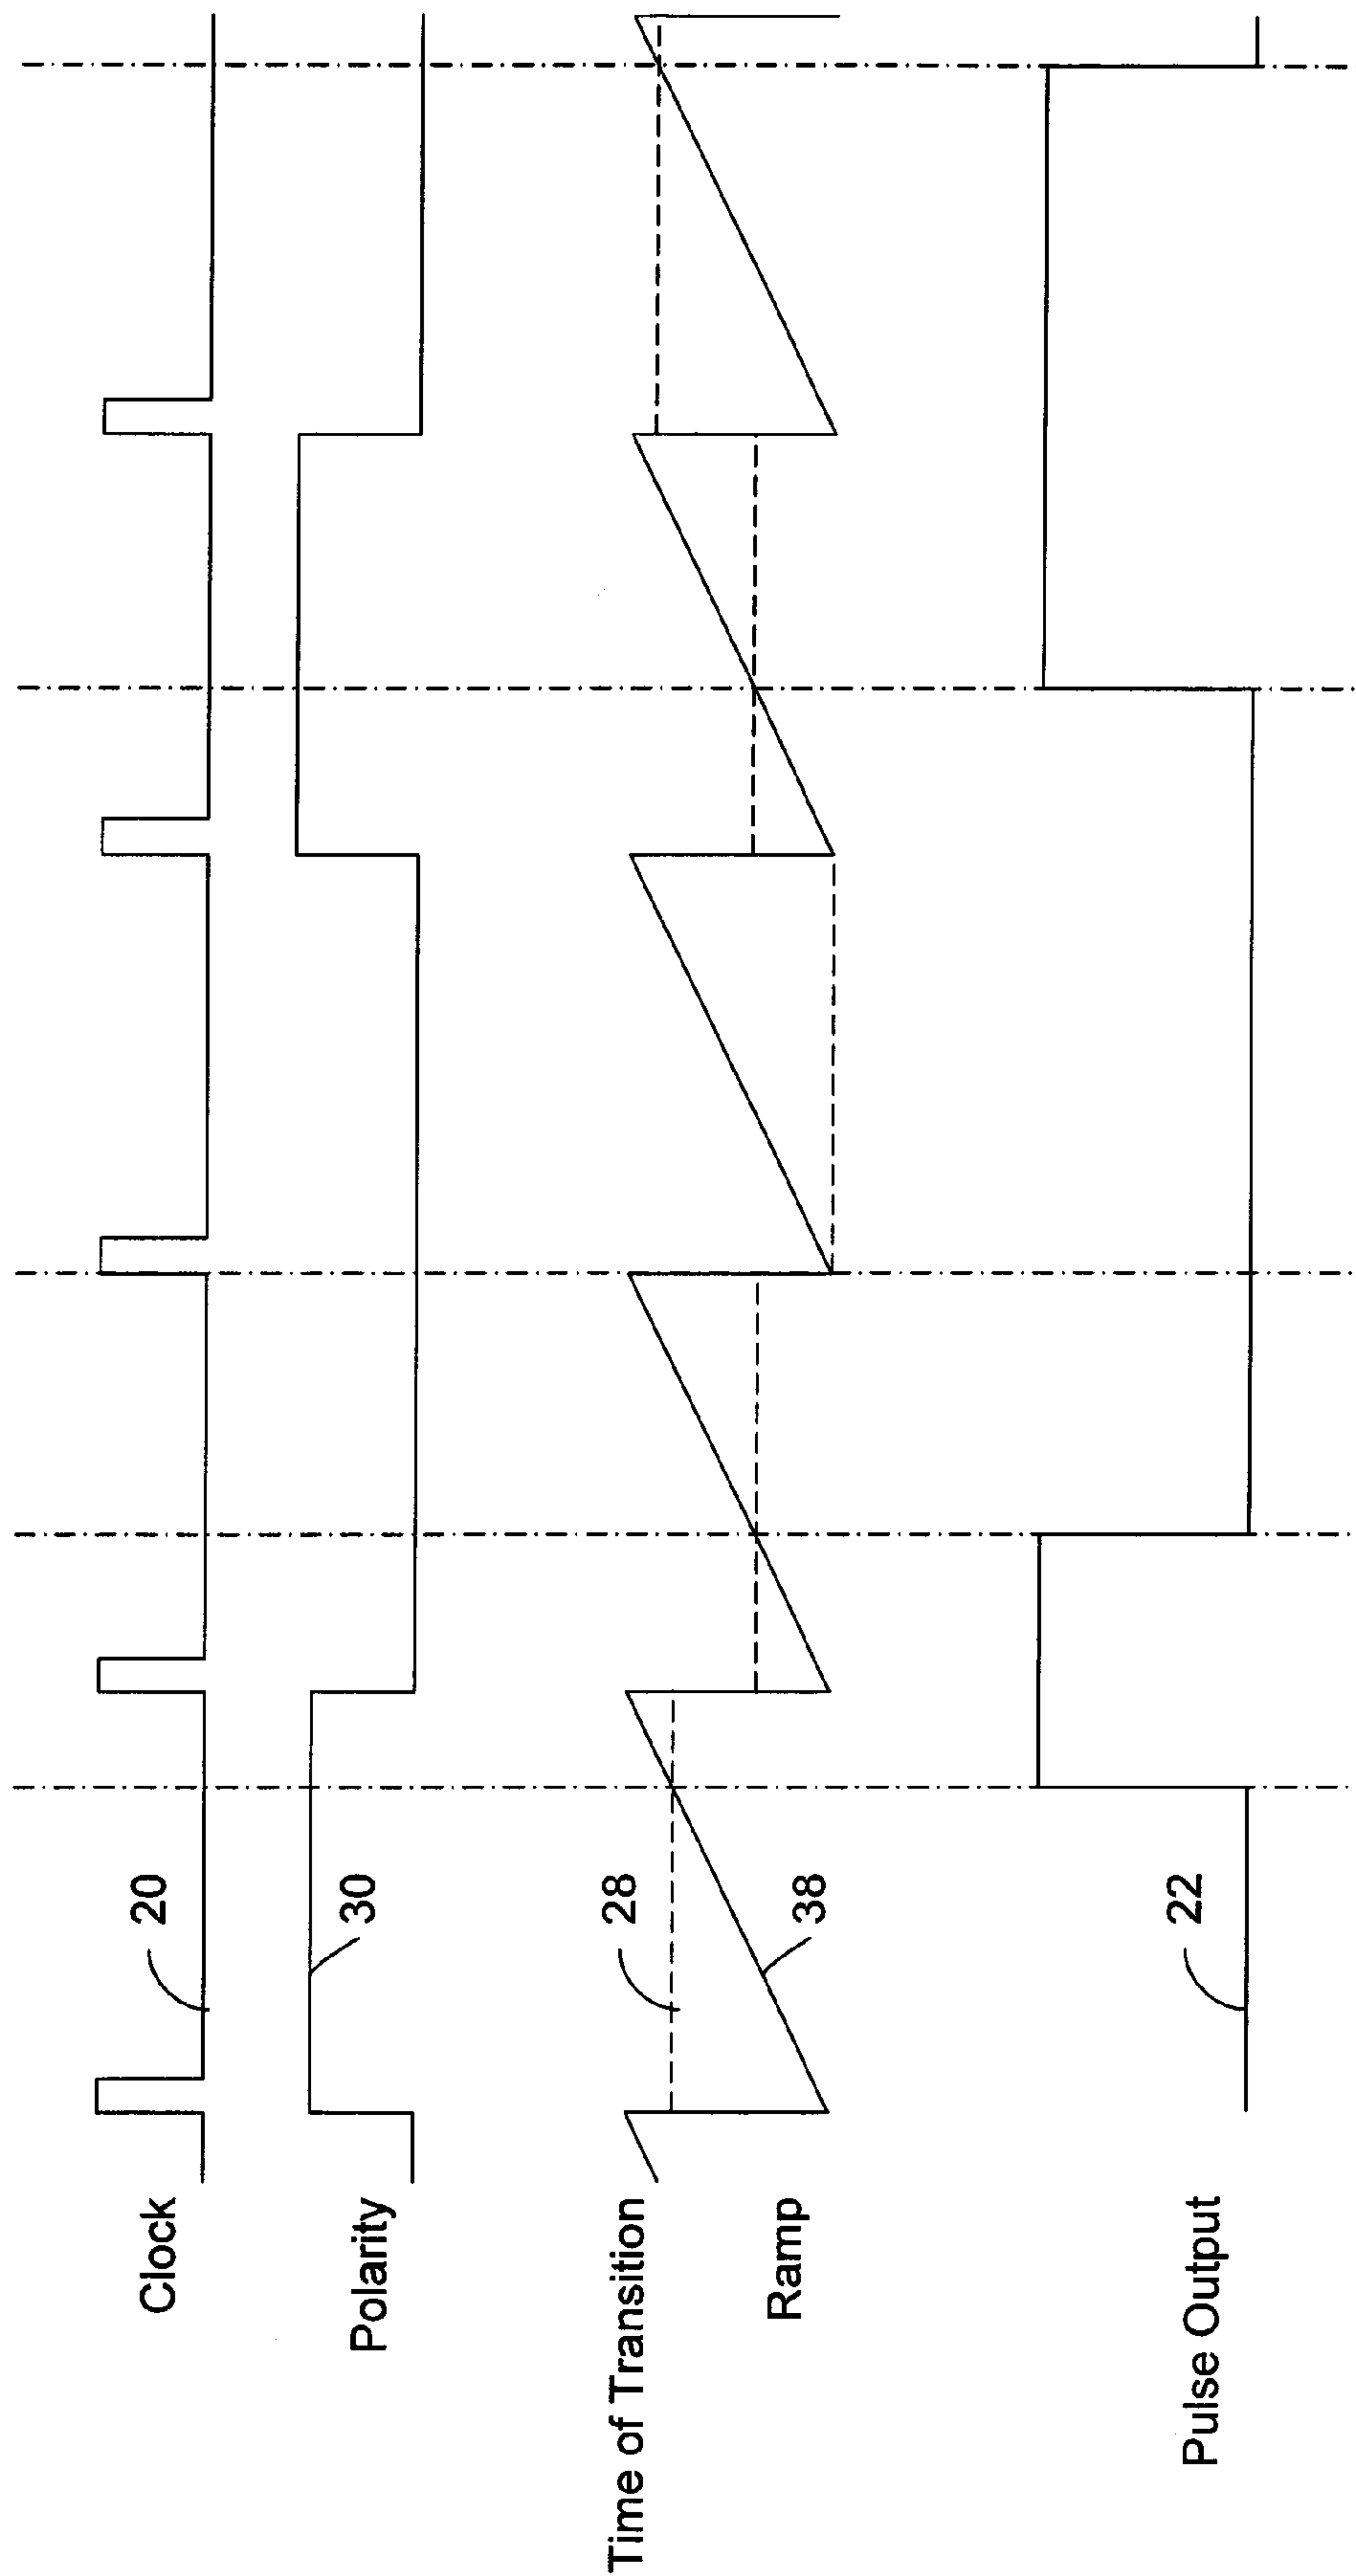 Clock
20
Polarity
30
Time of Transition
28
Ramp
38
Pulse Output
22